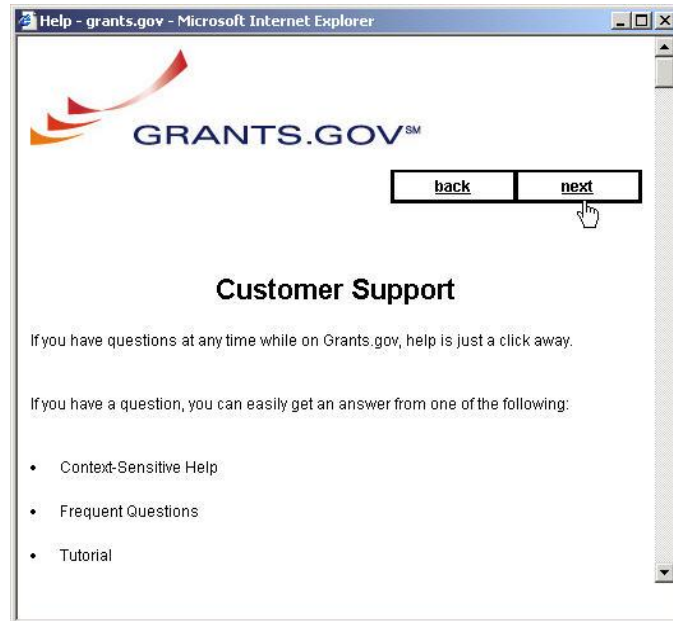 Help - grants.gov - Microsoft Internet Explorer
GRANTS.GOV℠
back next
Customer Support
If you have questions at any time while on Grants.gov, help is just a click away.
If you have a question, you can easily get an answer from one of the following:
• Context-Sensitive Help
• Frequent Questions
• Tutorial